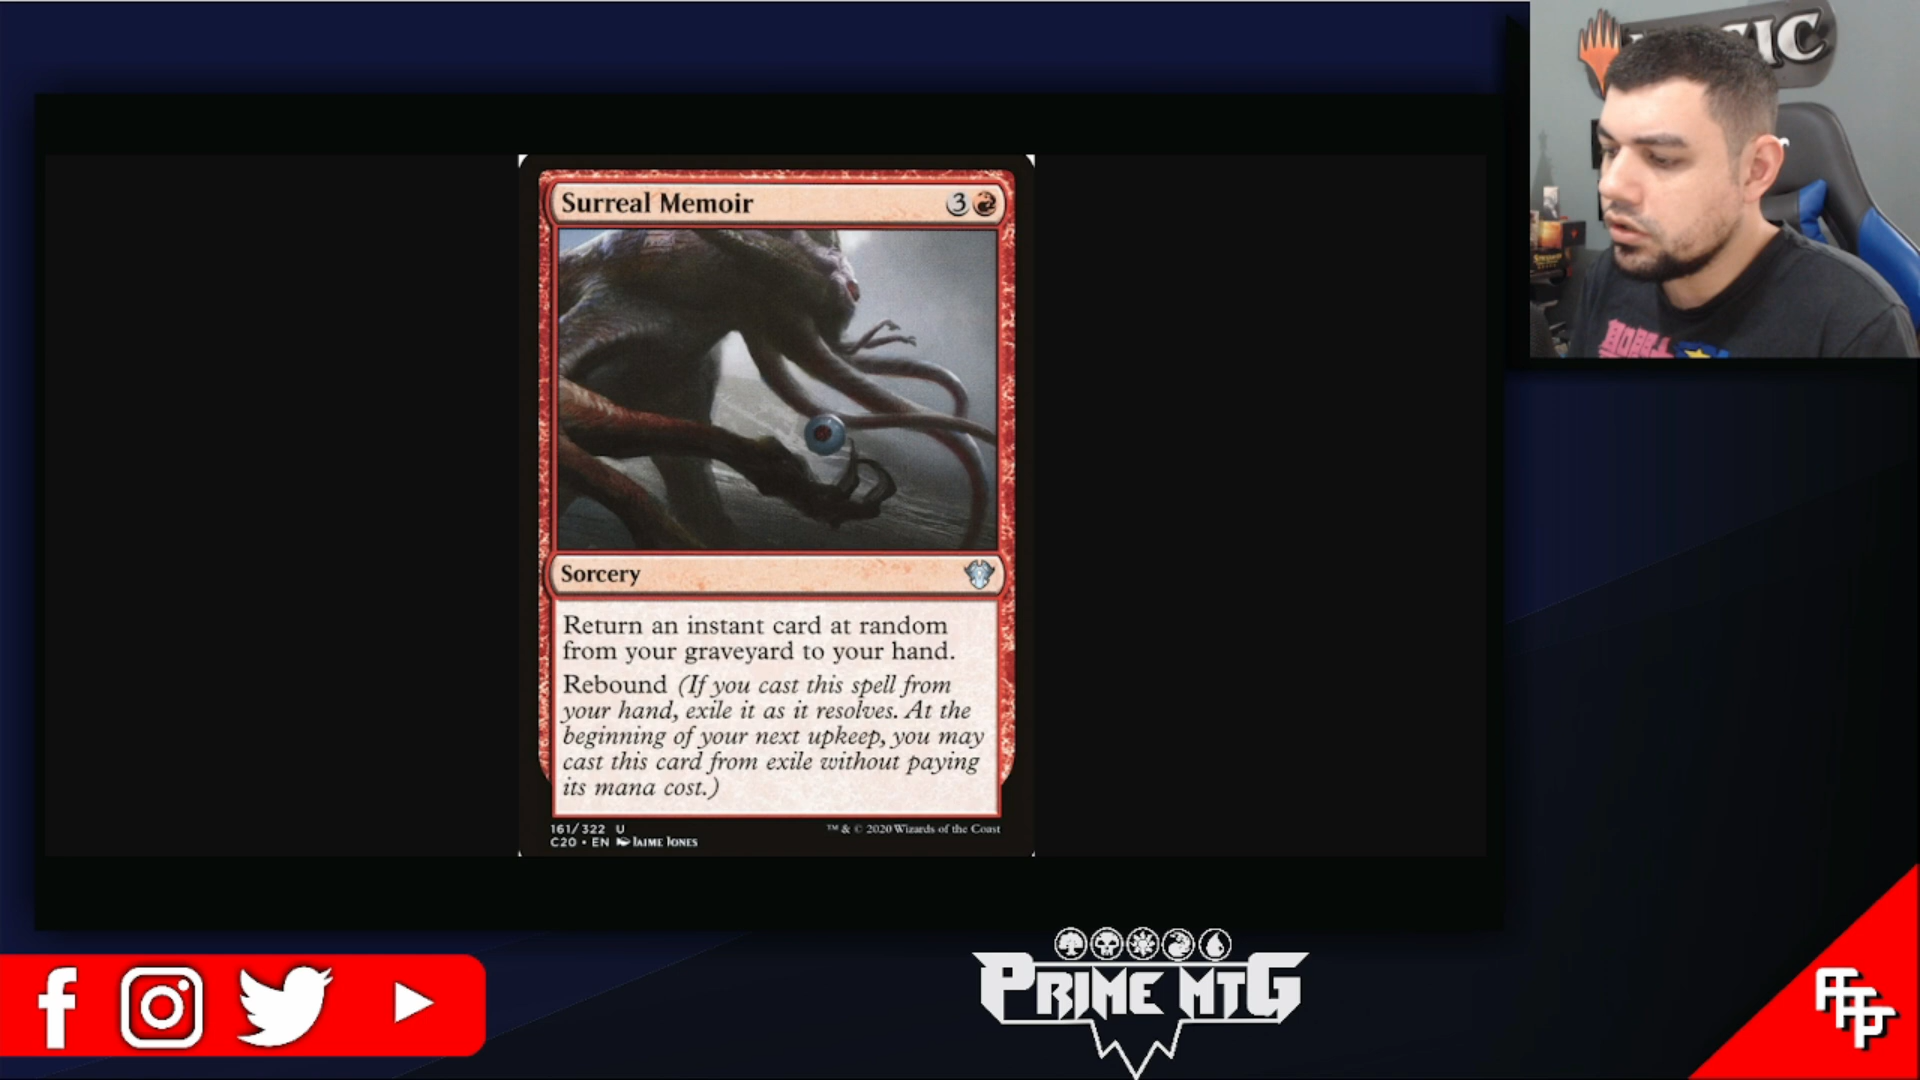 Surreal Memoir 3
Sorcery
Return an instant card at random
from your graveyard to your hand.
Rebound (If you cast this spell from
your hand, exile it as it resolves. At the
beginning of your next upkeep, you may
cast this card from exile without paying
its mana cost.)
161/322 U
C20 • EN JAIME JONES
™ & © 2020 Wizards of the Coast
PRIME MTG